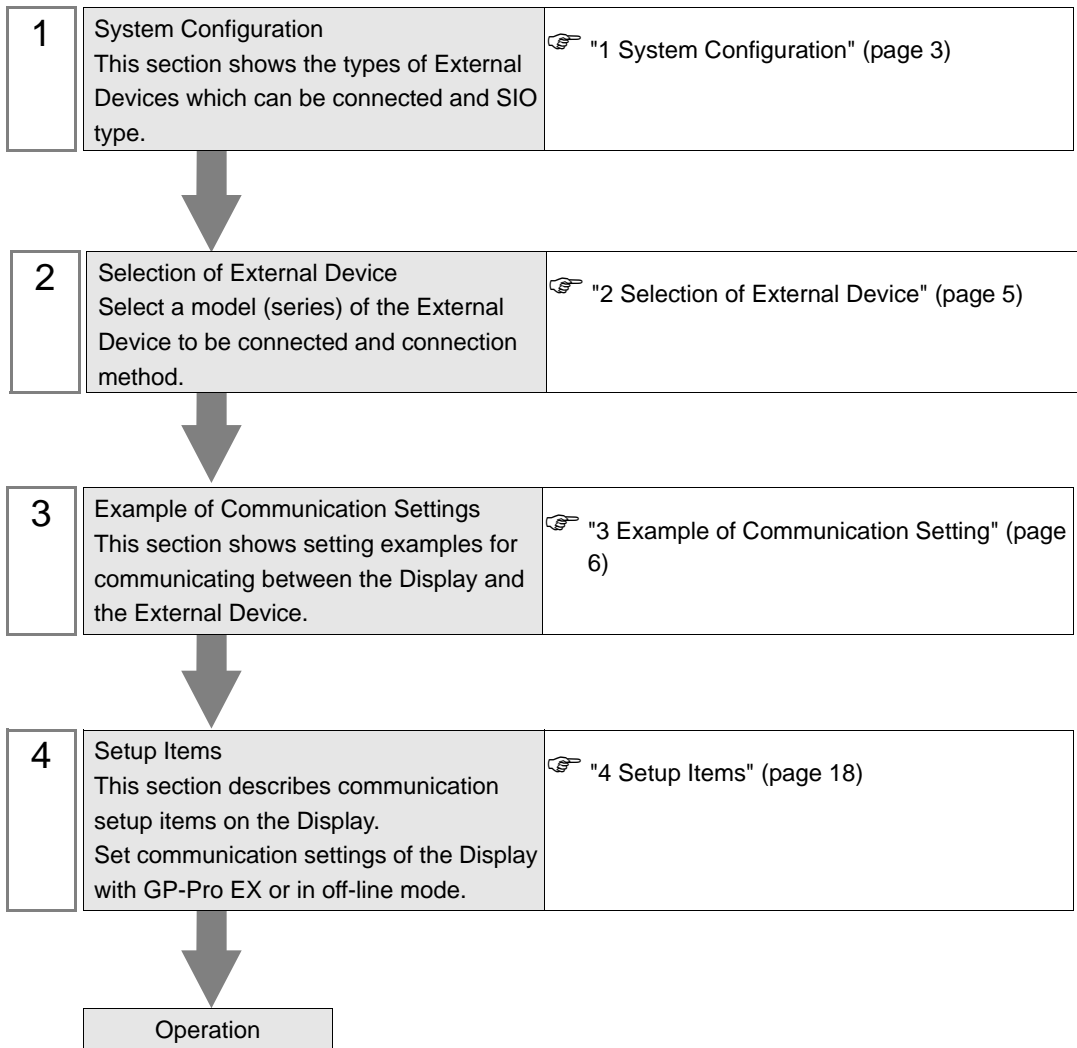 1
System Configuration
This section shows the types of External
Devices which can be connected and SIO
type.
"1 System Configuration" (page 3)
2
Selection of External Device
Select a model (series) of the External
Device to be connected and connection
method.
"2 Selection of External Device" (page 5)
3
Example of Communication Settings
This section shows setting examples for
communicating between the Display and
the External Device.
"3 Example of Communication Setting" (page
6)
4
Setup Items
This section describes communication
setup items on the Display.
Set communication settings of the Display
with GP-Pro EX or in off-line mode.
"4 Setup Items" (page 18)
Operation